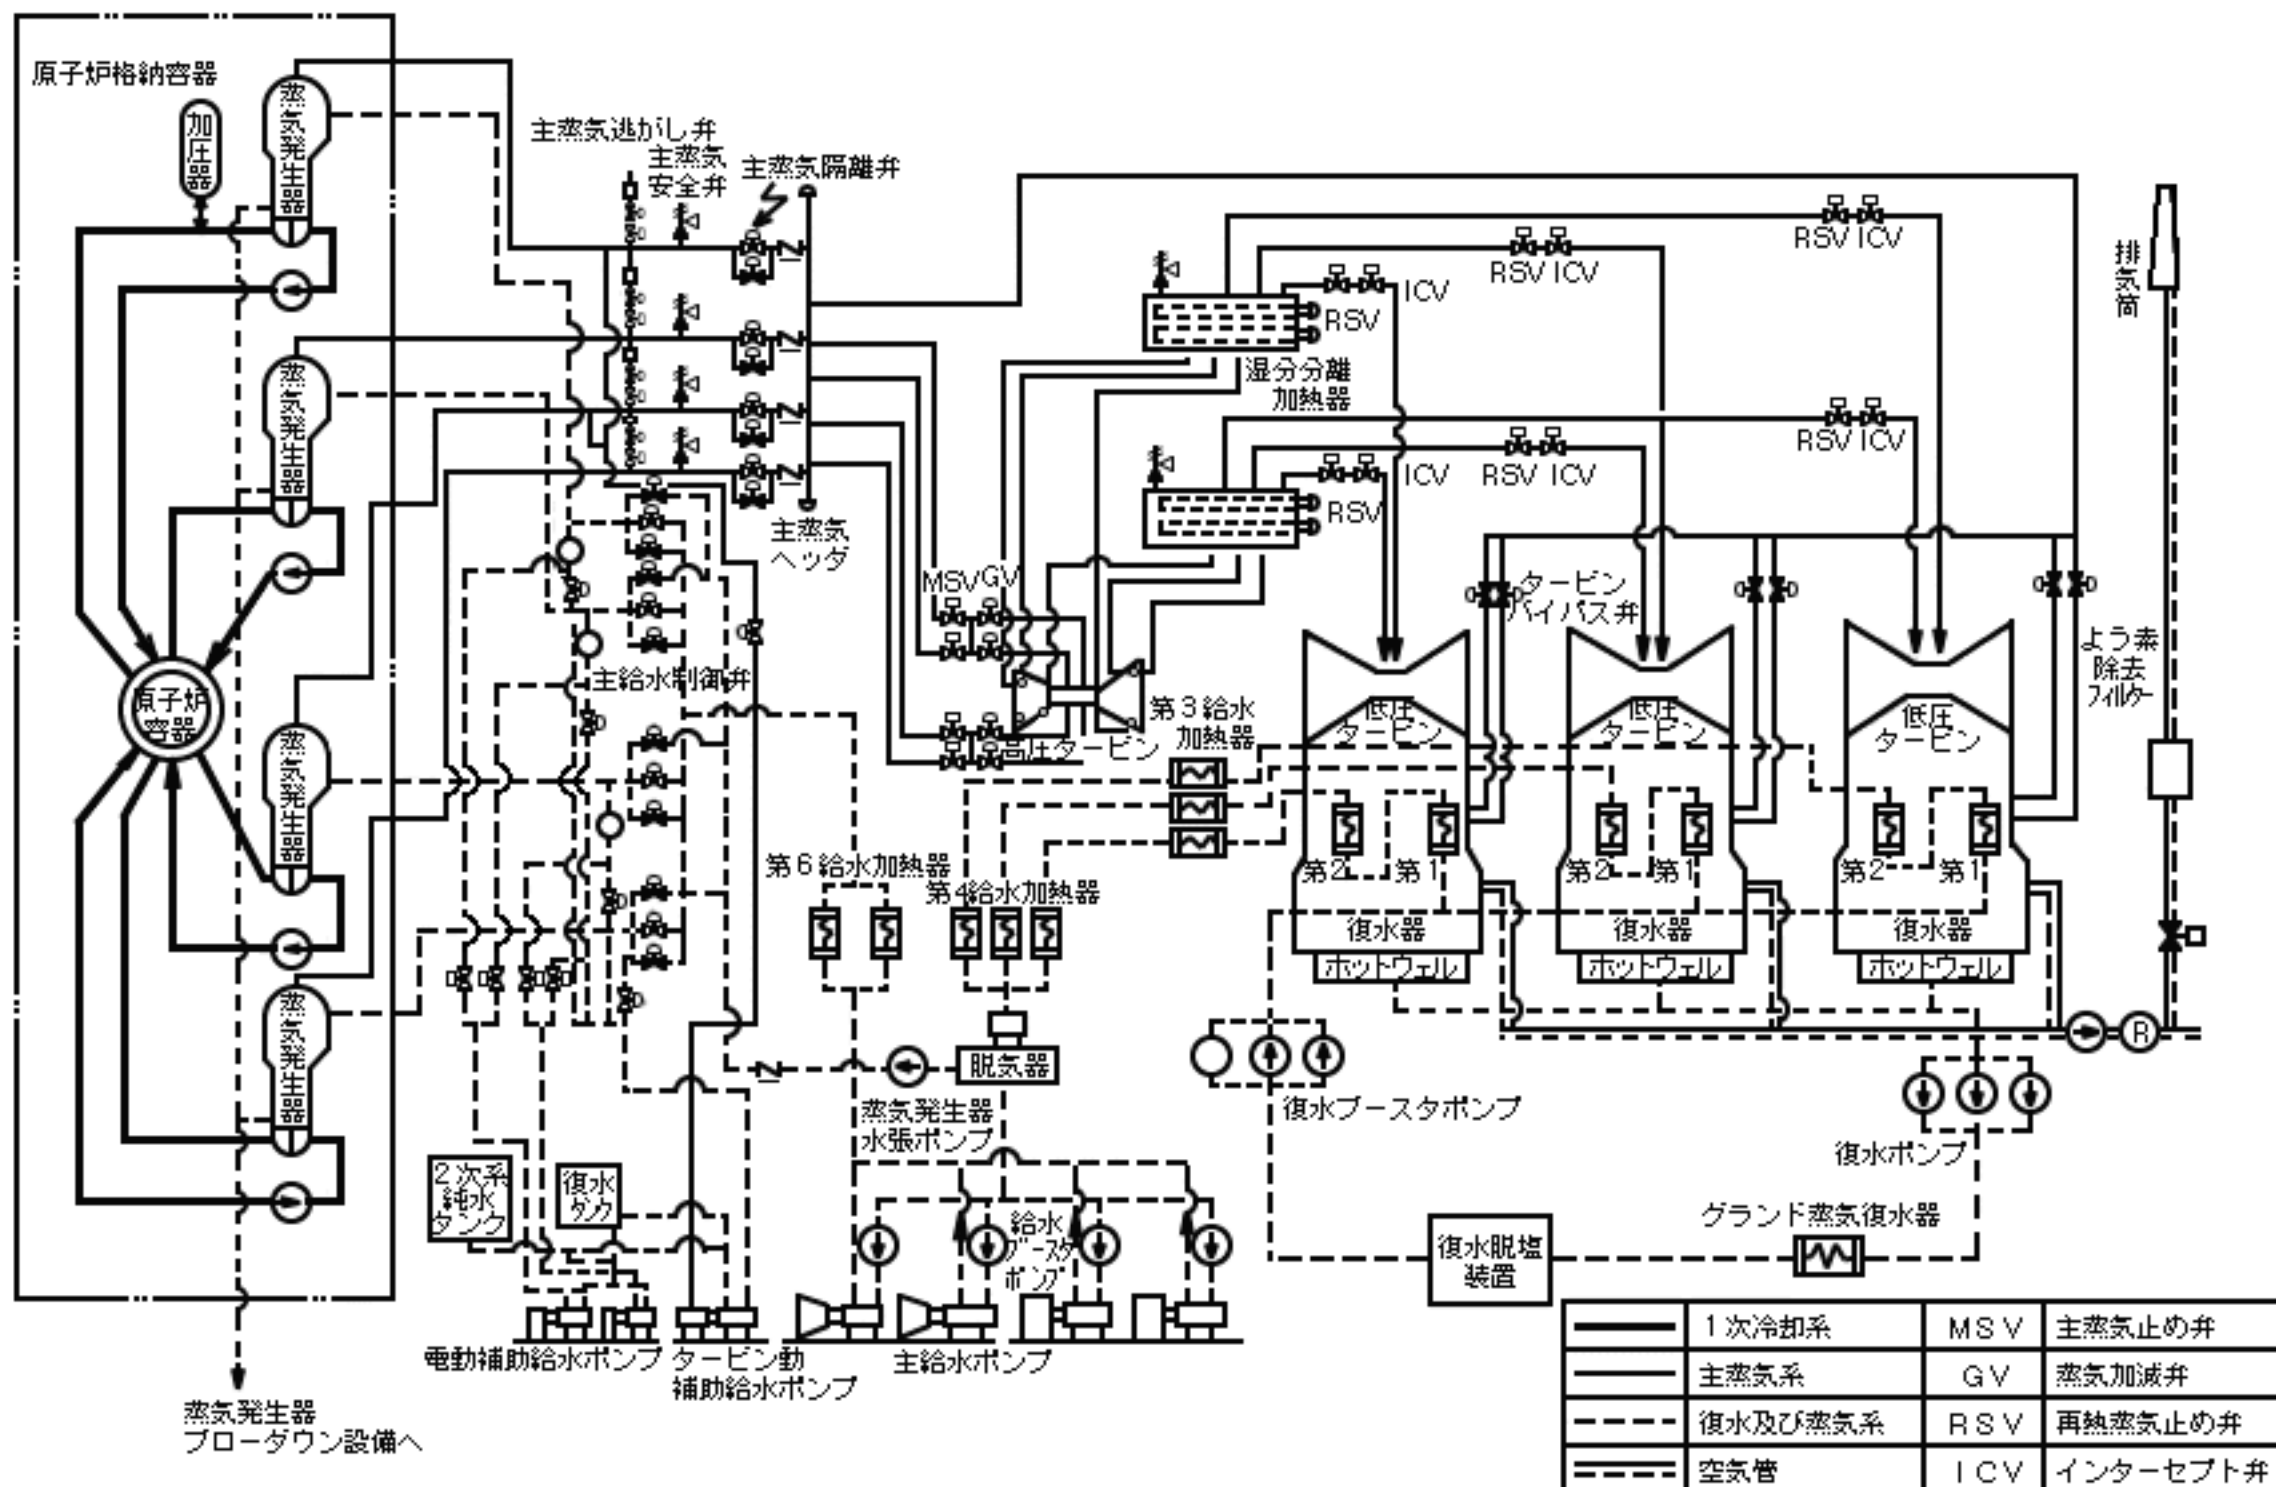 原子炉格納容器
加圧器
蒸気発生器
蒸気発生器
蒸気発生器
蒸気発生器
原子炉
容器
主蒸気逃がし弁
主蒸気
安全弁
主蒸気隔離弁
主蒸気
ヘッダ
主給水制御弁
MSV
GV
高圧タービン
湿分分離
加熱器
RSV ICV
RSV ICV
ICV
RSV
RSV ICV
RSV ICV
ICV
RSV
排気筒
タービン
バイパス弁
よう素
除去
フィルター
低圧
タービン
低圧
タービン
低圧
タービン
第3給水
加熱器
第6給水加熱器
第4給水加熱器
第2
第1
第2
第1
第2
第1
復水器
復水器
復水器
ホットウェル
ホットウェル
ホットウェル
R
脱気器
蒸気発生器
水張ポンプ
復水ブースタポンプ
復水ポンプ
グランド蒸気復水器
復水脱塩
装置
2次系
純水
タンク
復水
タンク
給水
ブースタ
ポンプ
電動補助給水ポンプ
タービン動
補助給水ポンプ
主給水ポンプ
蒸気発生器
ブローダウン設備へ
1次冷却系 MSV 主蒸気止め弁
主蒸気系 GV 蒸気加減弁
復水及び蒸気系 RSV 再熱蒸気止め弁
空気管 ICV インターセプト弁